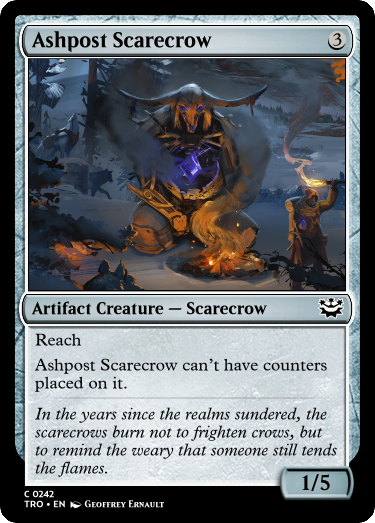 Ashpost Scarecrow 3
Artifact Creature — Scarecrow
Reach
Ashpost Scarecrow can't have counters
placed on it.
In the years since the realms sundered, the
scarecrows burn not to frighten crows, but
to remind the weary that someone still tends
the flames.
1/5
C 0242
TRO • EN Geoffrey Ernault